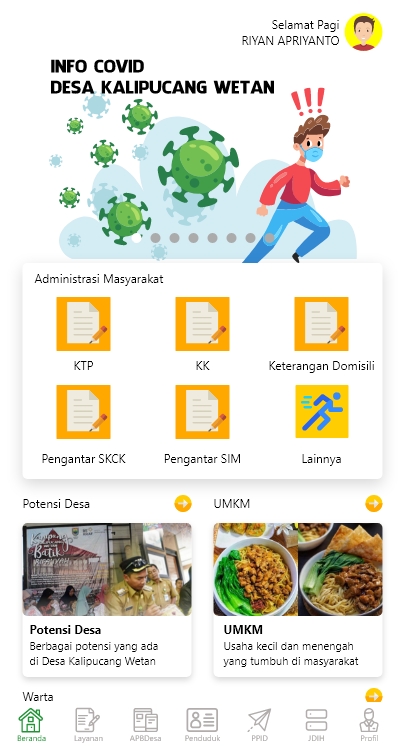 Selamat Pagi
RIYAN APRIYANTO
INFO COVID
DESA KALIPUCANG WETAN
Administrasi Masyarakat
KTP
KK
Keterangan Domisili
Pengantar SKCK
Pengantar SIM
Lainnya
Potensi Desa
UMKM
Batik
Potensi Desa
Berbagai potensi yang ada
di Desa Kalipucang Wetan
UMKM
Usaha kecil dan menengah
yang tumbuh di masyarakat
Warta
Beranda
Layanan
APBDesa
Penduduk
PPID
JDIH
Profil